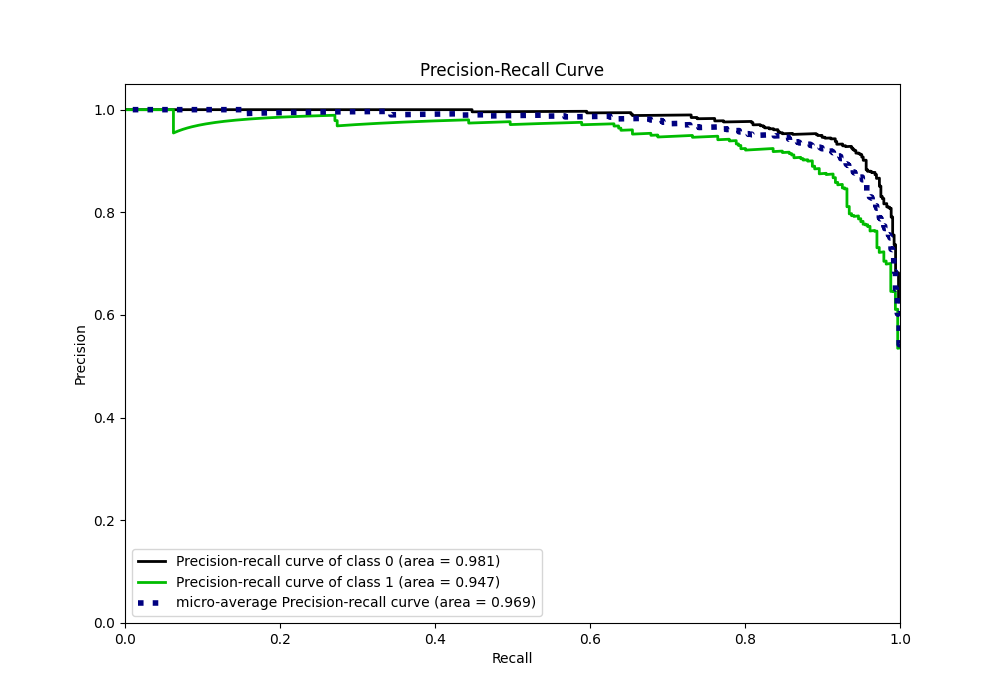 Precision-Recall Curve
1.0
0.8
0.6
0.4
0.2
0.0
Precision
Precision-recall curve of class 0 (area = 0.981)
Precision-recall curve of class 1 (area = 0.947)
micro-average Precision-recall curve (area = 0.969)
0.0 0.2 0.4 0.6 0.8 1.0
Recall